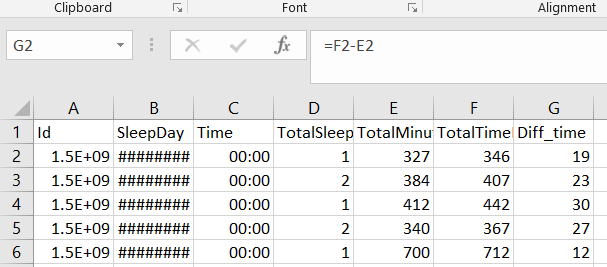 Clipboard Font Alignment
G2 fx =F2-E2
A B C D E F G
1 Id SleepDay Time TotalSleep TotalMinut TotalTimeI Diff_time
2 1.5E+09 ######## 00:00 1 327 346 19
3 1.5E+09 ######## 00:00 2 384 407 23
4 1.5E+09 ######## 00:00 1 412 442 30
5 1.5E+09 ######## 00:00 2 340 367 27
6 1.5E+09 ######## 00:00 1 700 712 12